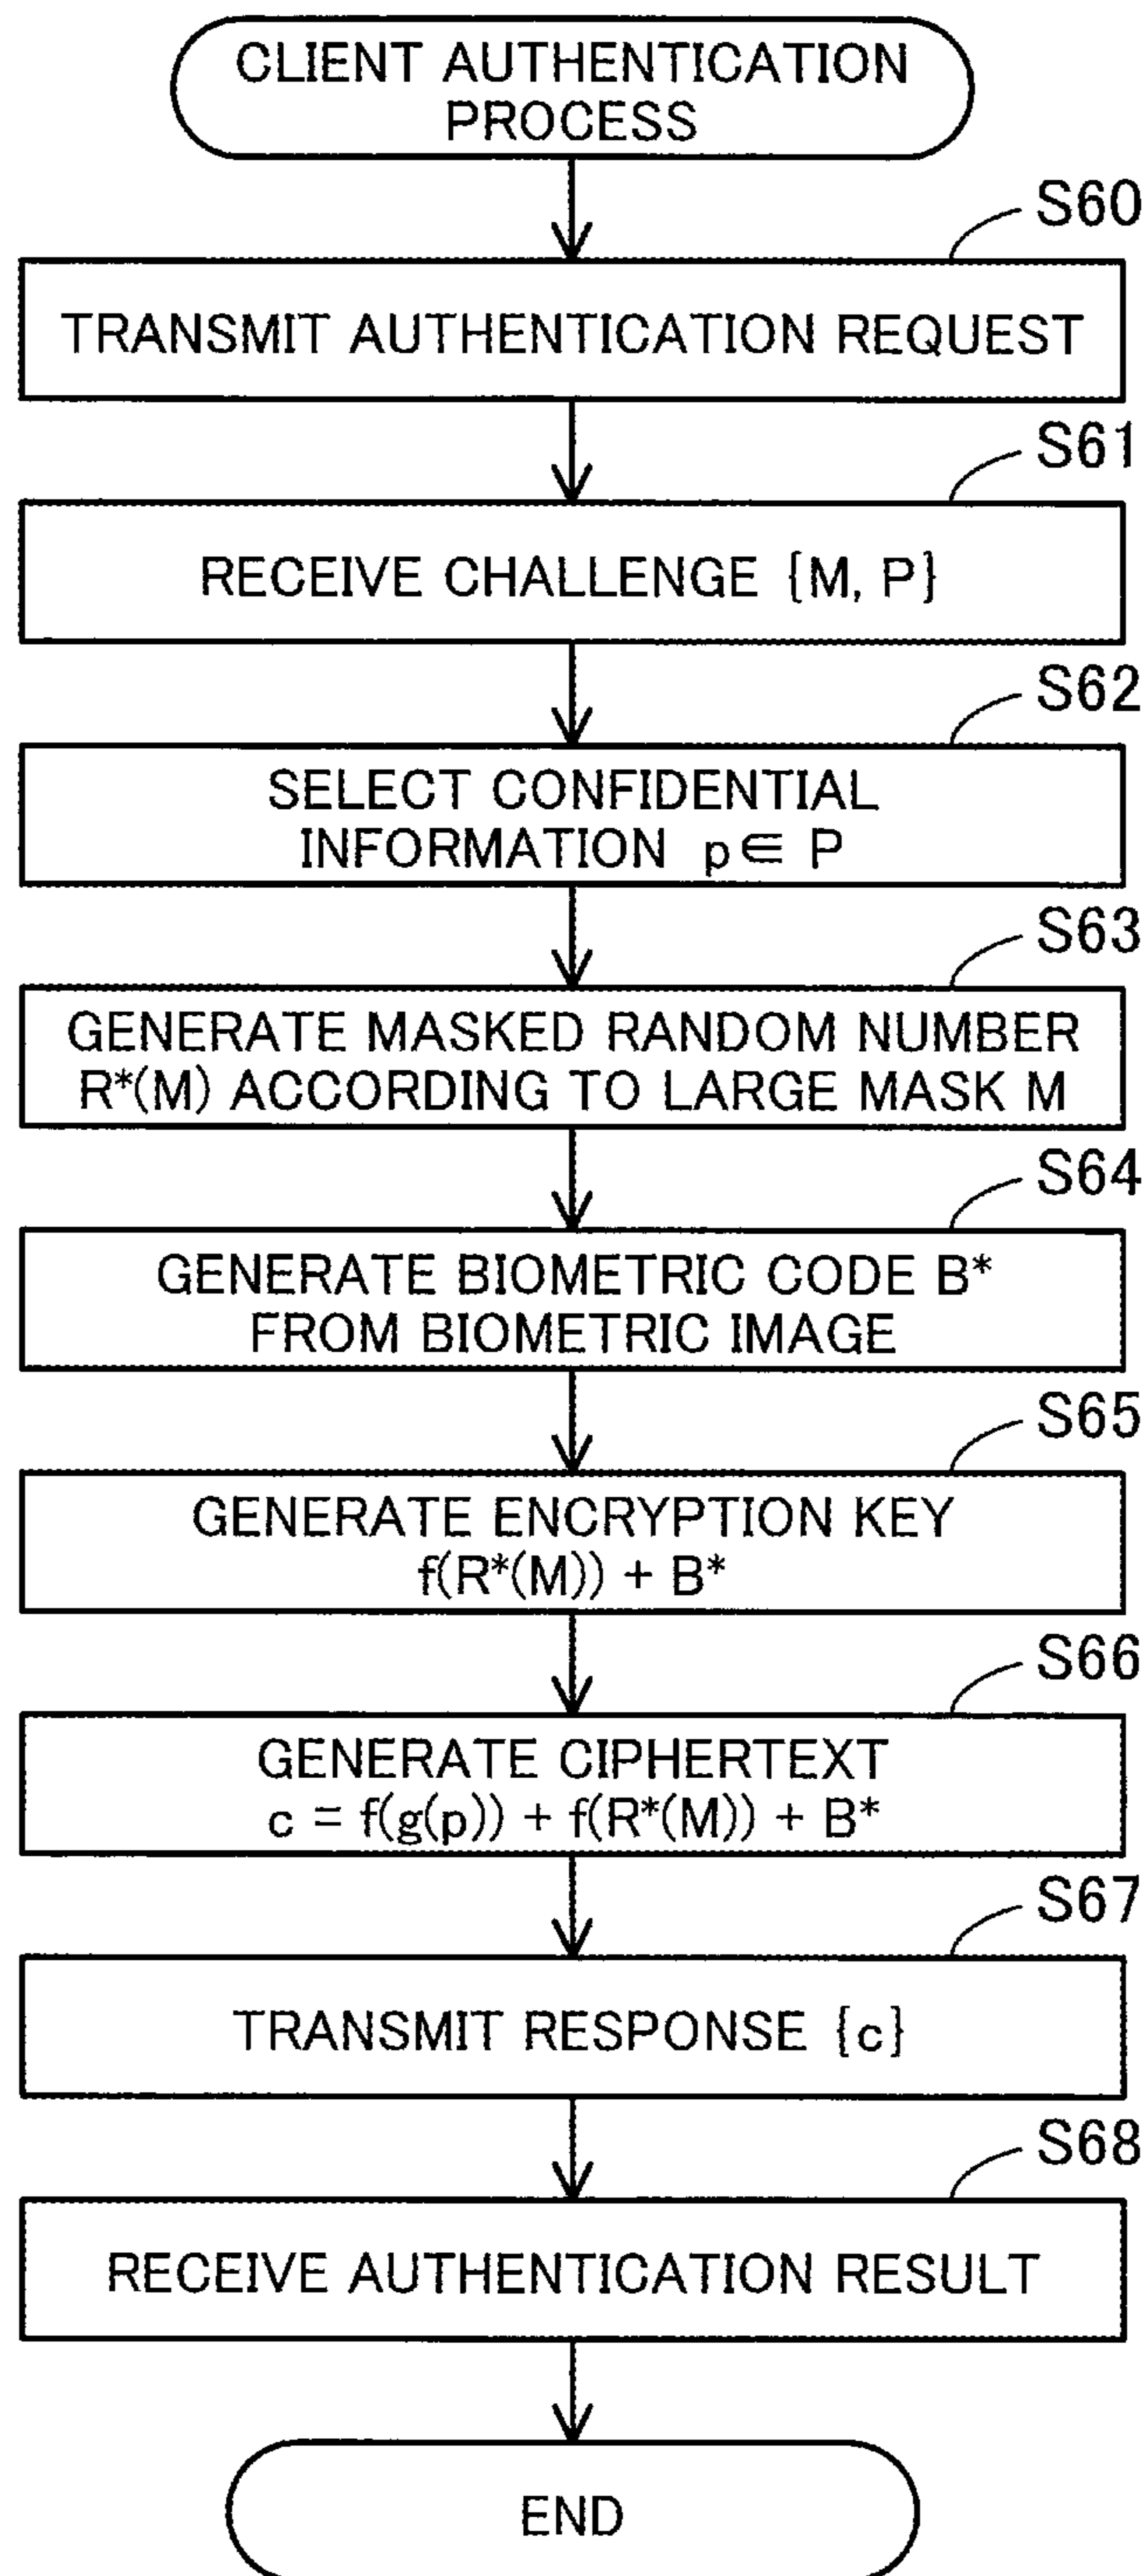 CLIENT AUTHENTICATION
PROCESS
S60
TRANSMIT AUTHENTICATION REQUEST
S61
RECEIVE CHALLENGE {M, P}
S62
SELECT CONFIDENTIAL
INFORMATION p∈ P
S63
GENERATE MASKED RANDOM NUMBER
R*(M) ACCORDING TO LARGE MASK M
S64
GENERATE BIOMETRIC CODE B*
FROM BIOMETRIC IMAGE
S65
GENERATE ENCRYPTION KEY
f(R*(M)) + B*
S66
GENERATE CIPHERTEXT
c = f(g(p)) + f(R*(M)) + B*
S67
TRANSMIT RESPONSE {c}
S68
RECEIVE AUTHENTICATION RESULT
END